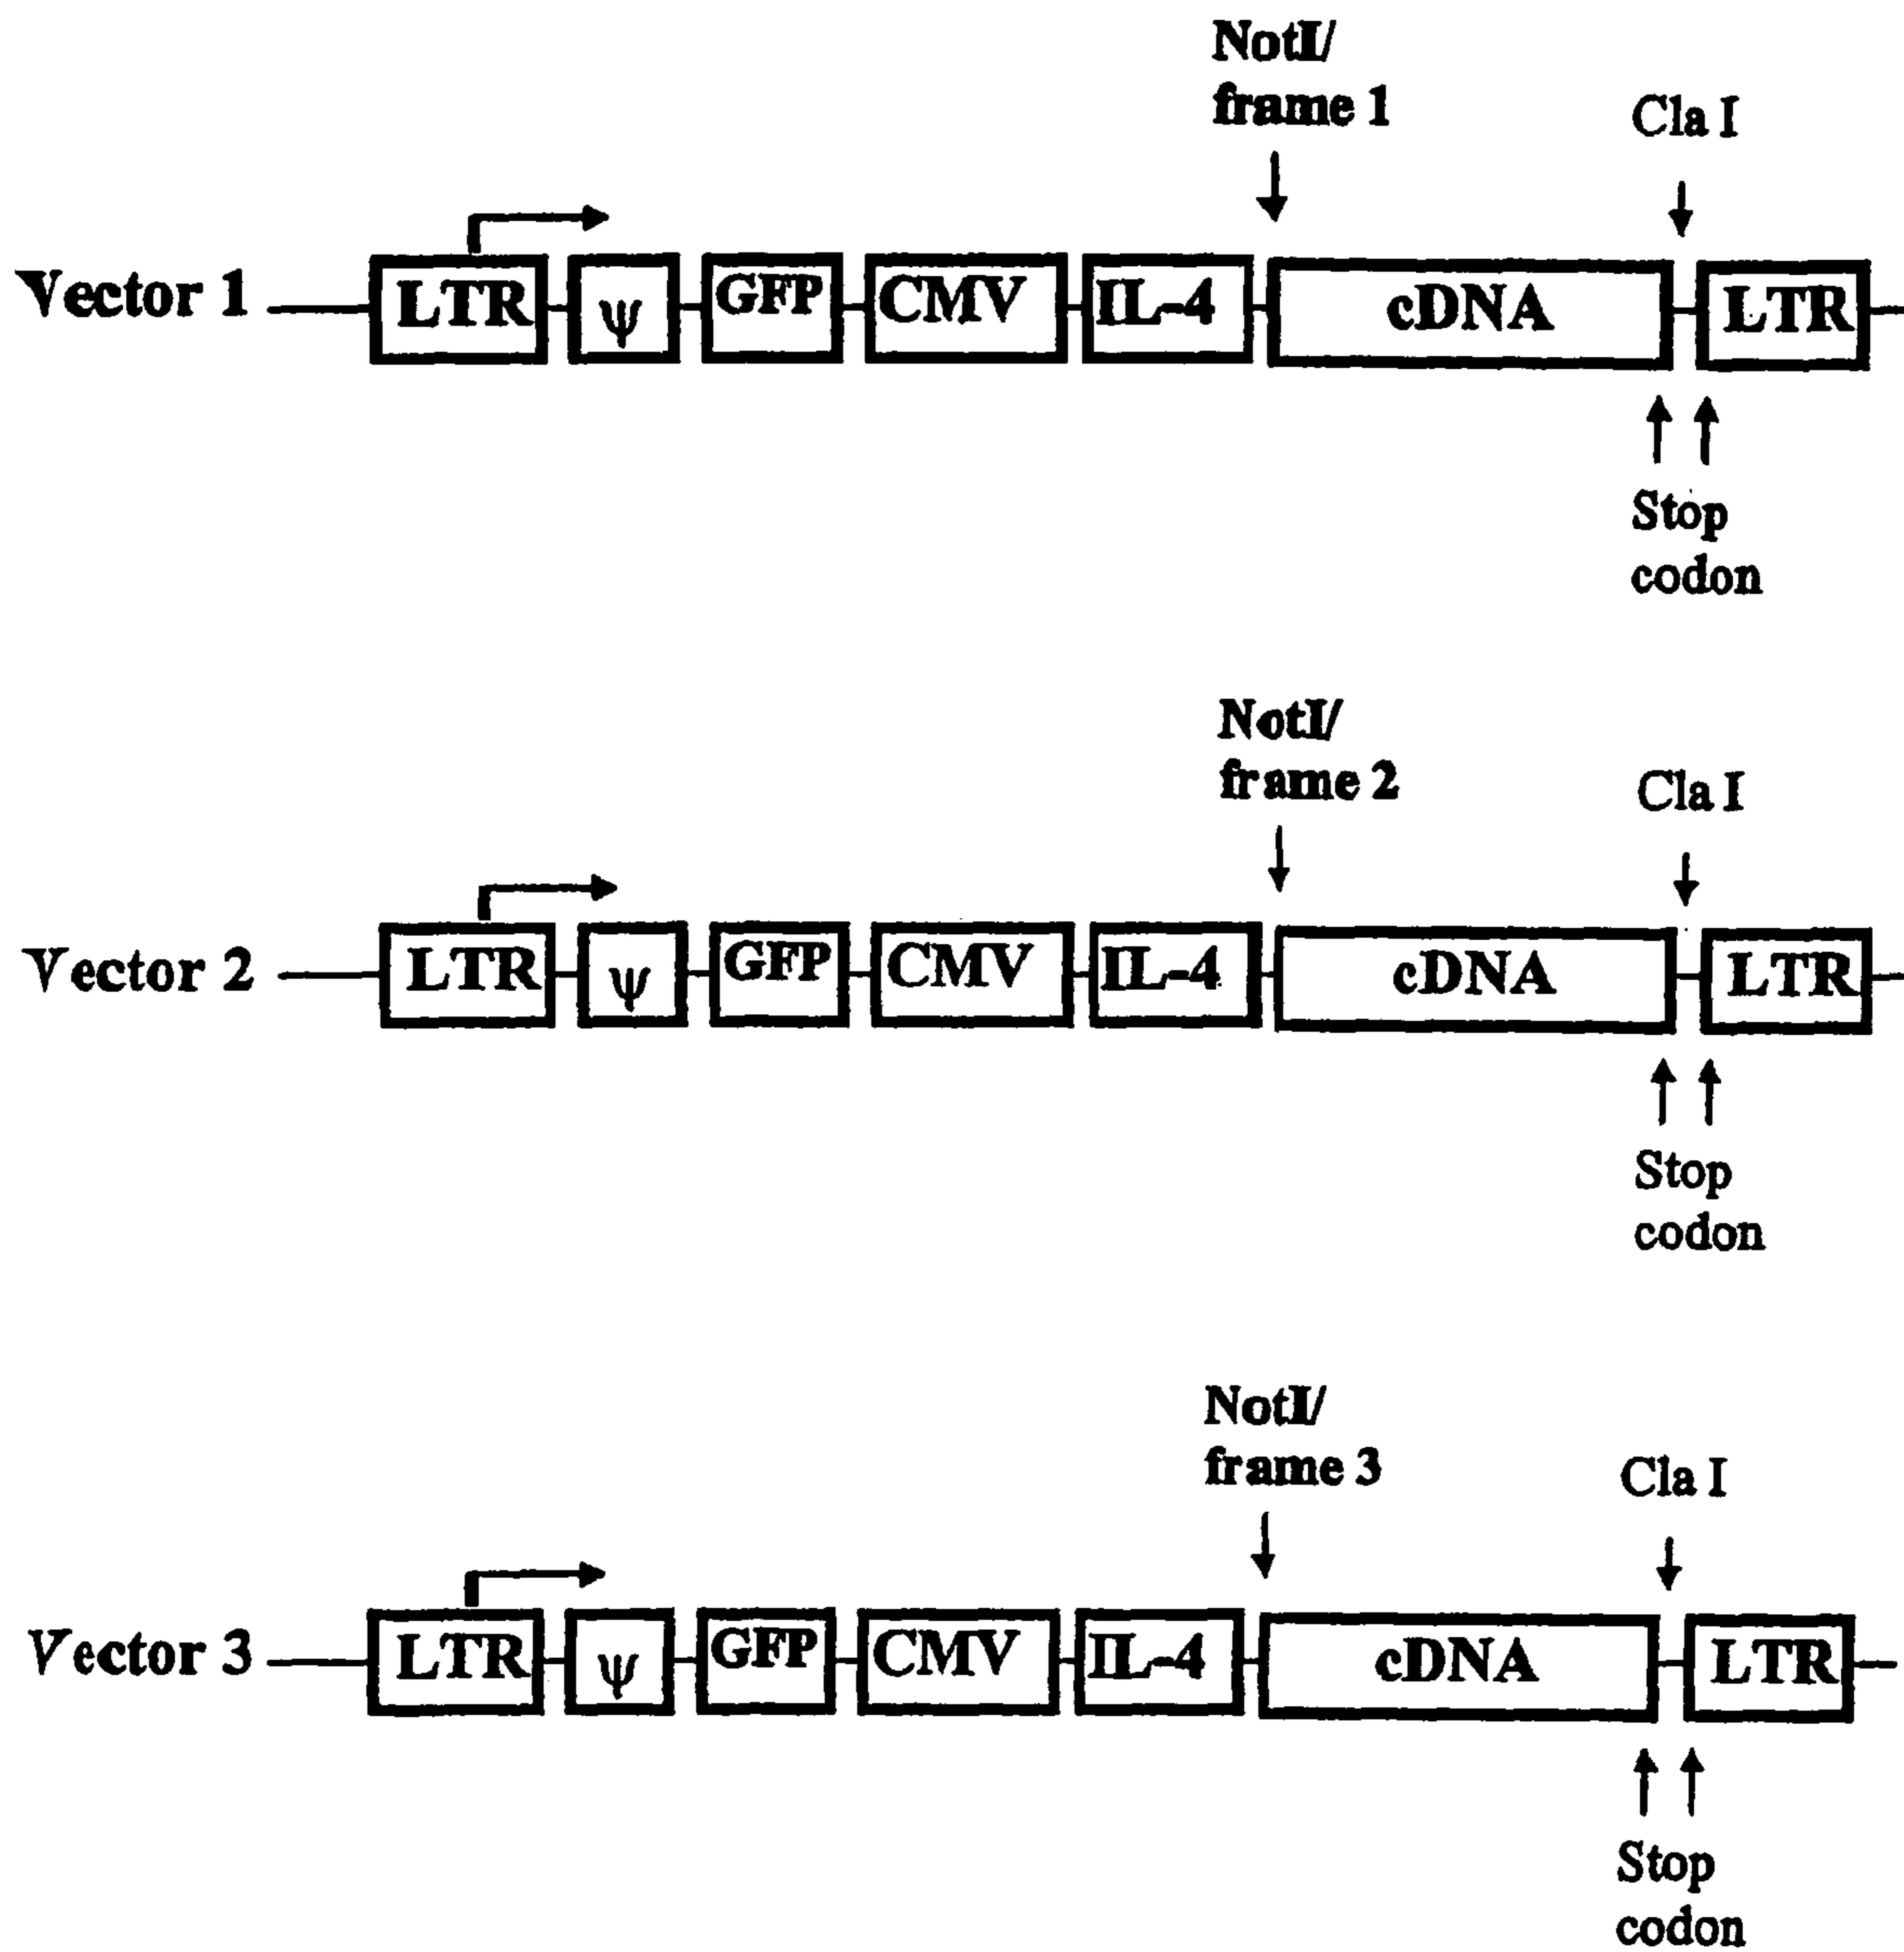 NotI/
frame 1
Cla I
Vector 1 LTR ψ GFP CMV IL-4 cDNA LTR
Stop
codon
NotI/
frame 2
Cla I
Vector 2 LTR ψ GFP CMV IL-4 cDNA LTR
Stop
codon
NotI/
frame 3
Cla I
Vector 3 LTR ψ GFP CMV IL-4 cDNA LTR
Stop
codon